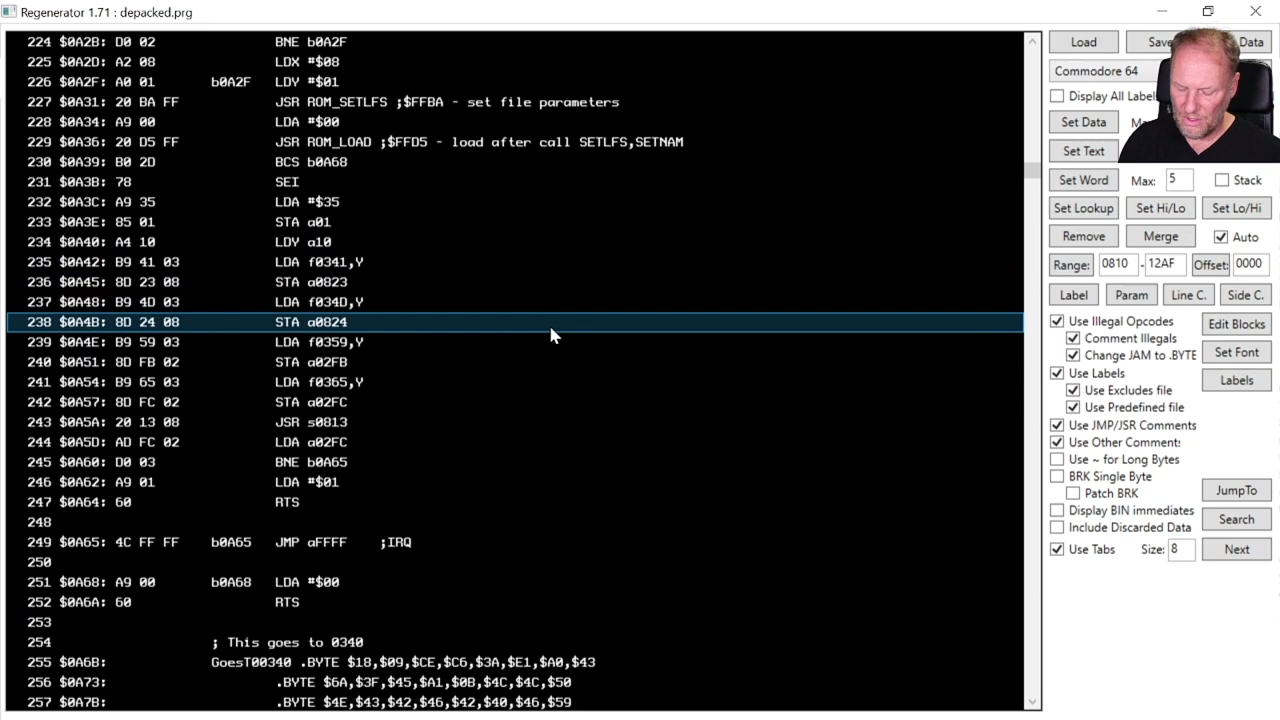 Regenerator 1.71 : depacked.prg
224 $0A2B: D0 02 BNE b0A2F
225 $0A2D: A2 08 LDX #$08
226 $0A2F: A0 01 b0A2F LDY #$01
227 $0A31: 20 BA FF JSR ROM_SETLFS ;$FFBA - set file parameters
228 $0A34: A9 00 LDA #$00
229 $0A36: 20 D5 FF JSR ROM_LOAD ;$FFD5 - load after call SETLFS,SETNAM
230 $0A39: B0 2D BCS b0A68
231 $0A3B: 78 SEI
232 $0A3C: A9 35 LDA #$35
233 $0A3E: 85 01 STA a01
234 $0A40: A4 10 LDY a10
235 $0A42: B9 41 03 LDA f0341,Y
236 $0A45: 8D 23 08 STA a0823
237 $0A48: B9 4D 03 LDA f034D,Y
238 $0A4B: 8D 24 08 STA a0824
239 $0A4E: B9 59 03 LDA f0359,Y
240 $0A51: 8D FB 02 STA a02FB
241 $0A54: B9 65 03 LDA f0365,Y
242 $0A57: 8D FC 02 STA a02FC
243 $0A5A: 20 13 08 JSR s0813
244 $0A5D: AD FC 02 LDA a02FC
245 $0A60: D0 03 BNE b0A65
246 $0A62: A9 01 LDA #$01
247 $0A64: 60 RTS
248
249 $0A65: 4C FF FF b0A65 JMP aFFFF ;IRQ
250
251 $0A68: A9 00 b0A68 LDA #$00
252 $0A6A: 60 RTS
253
254 ; This goes to 0340
255 $0A6B: GoesTO0340 .BYTE $18,$09,$CE,$C6,$3A,$E1,$A0,$43
256 $0A73: .BYTE $6A,$3F,$45,$A1,$0B,$4C,$4C,$50
257 $0A7B: .BYTE $4E,$43,$42,$46,$42,$40,$46,$59
Load Save Data
Commodore 64
Display All Labels
Set Data
Set Text
Set Word Max: 5 Stack
Set Lookup Set Hi/Lo Set Lo/Hi
Remove Merge Auto
Range: 0810 - 12AF Offset: 0000
Label Param Line C. Side C.
Use Illegal Opcodes Edit Blocks
Comment Illegals
Change JAM to .BYTE Set Font
Use Labels Labels
Use Excludes file
Use Predefined file
Use JMP/JSR Comments
Use Other Comment:
Use ~ for Long Bytes
BRK Single Byte
Patch BRK JumpTo
Display BIN immediates
Include Discarded Data Search
Use Tabs Size: 8 Next